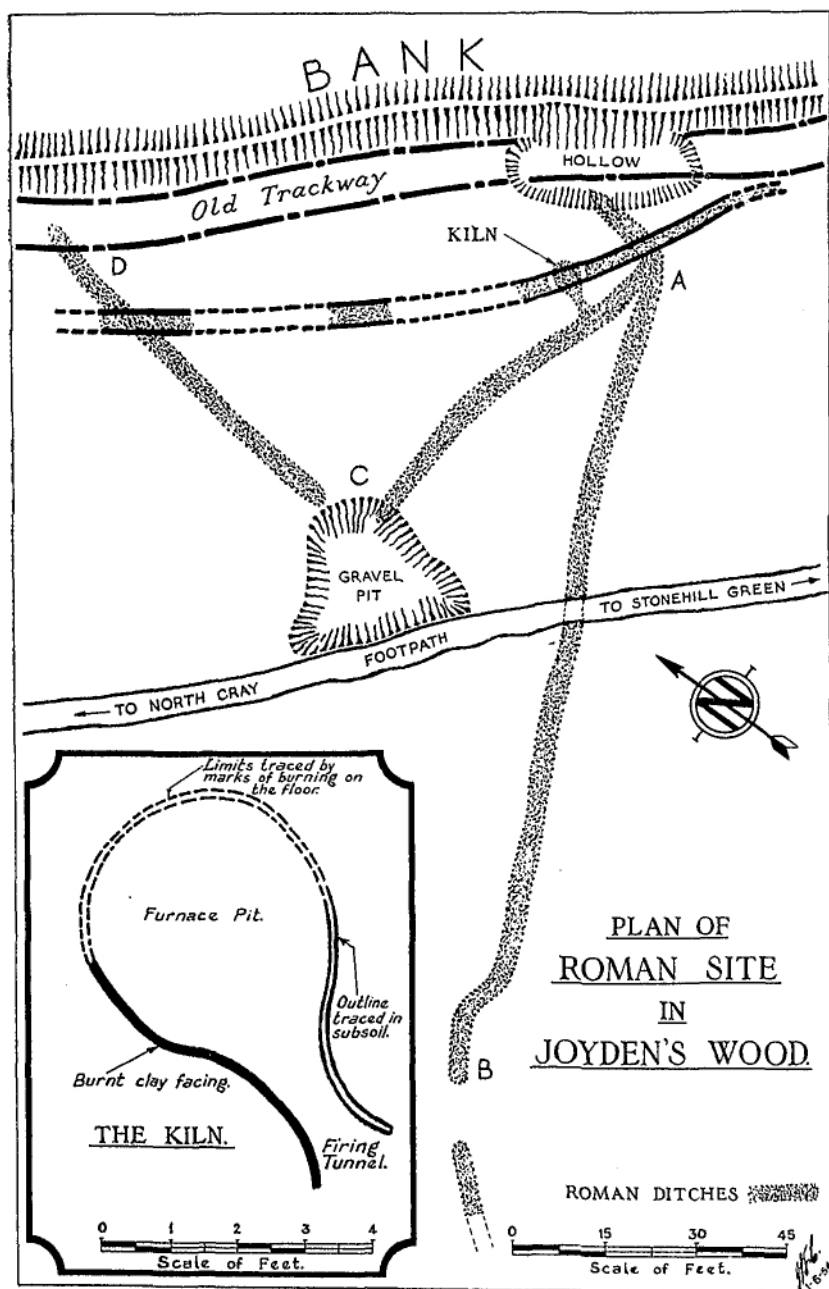 BANK
HOLLOW
Old Trackway
KILN
D
A
C
GRAVEL
PIT
TO STONEHILL GREEN
FOOTPATH
TO NORTH CRAY
N
Limits traced by
marks of burning on
the floor.
Furnace Pit.
Outline
traced in
subsoil.
Burnt clay facing.
THE KILN.
Firing
Tunnel.
0 1 2 3 4
Scale of Feet.
PLAN OF
ROMAN SITE
IN
JOYDEN'S WOOD
B
ROMAN DITCHES
0 15 30 45
Scale of Feet.